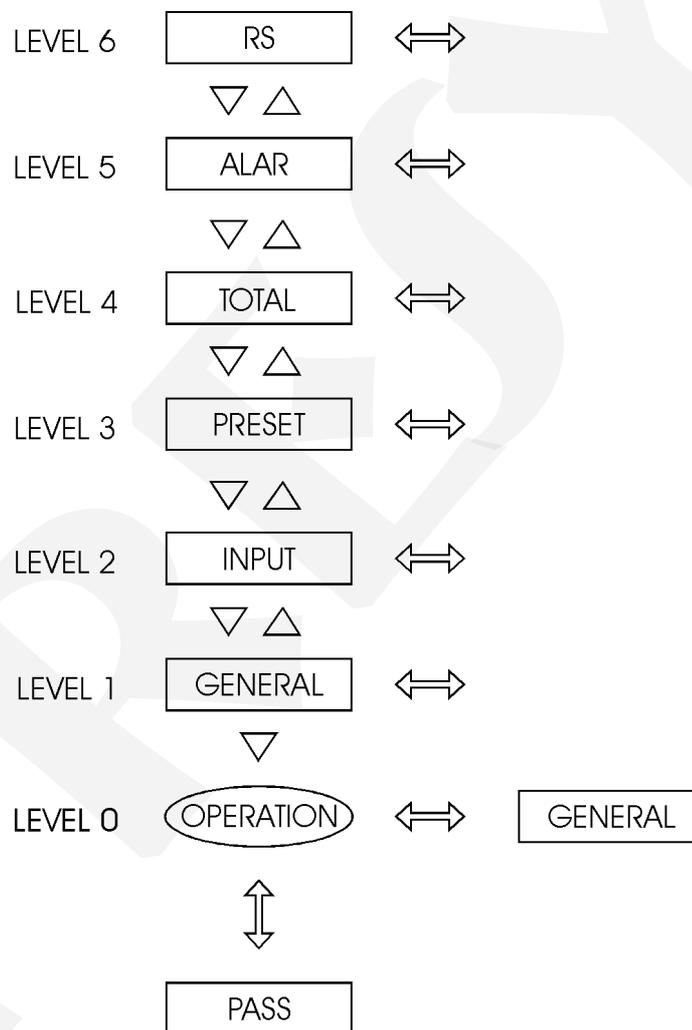 LEVEL 6 RS
LEVEL 5 ALAR
LEVEL 4 TOTAL
LEVEL 3 PRESET
LEVEL 2 INPUT
LEVEL 1 GENERAL
LEVEL 0 OPERATION GENERAL
PASS